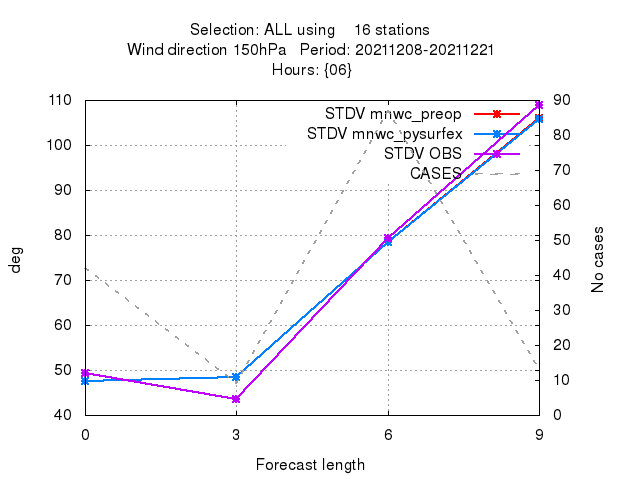 Selection: ALL using    16 stations
Wind direction 150hPa   Period: 20211208-20211221
Hours: {06}
110
100
90
80
70
60
50
40
deg
STDV mnwc_preop
STDV mnwc_pysurfex
STDV OBS
CASES
90
80
70
60
50
40
30
20
10
0
No cases
0 3 6 9
Forecast length